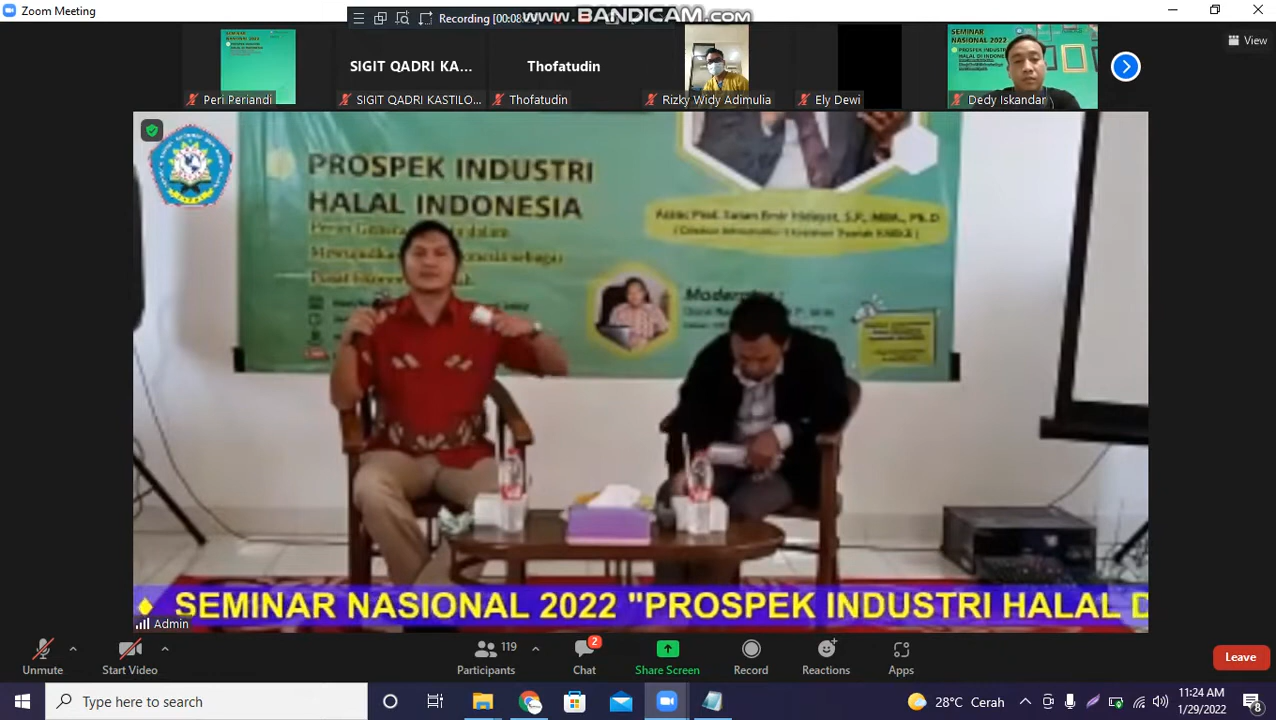 Zoom Meeting
Recording [00:08
www.BANDICAM.com
View
SIGIT QADRI KA...
Thofatudin
SEMINAR
NASIONAL 2022
PROSPEK INDUSTRI
Peri Periandi
SIGIT QADRI KASTILO...
Thofatudin
Rizky Widy Adimulia
Ely Dewi
Dedy Iskandar
PROSPEK INDUSTRI
HALAL INDONESIA
Moderator :
SEMINAR NASIONAL 2022 "PROSPEK INDUSTRI HALAL D
Admin
Unmute
Start Video
119
Participants
2
Chat
Share Screen
Record
Reactions
Apps
Leave
Type here to search
28°C Cerah
11:24 AM
1/29/2022
8